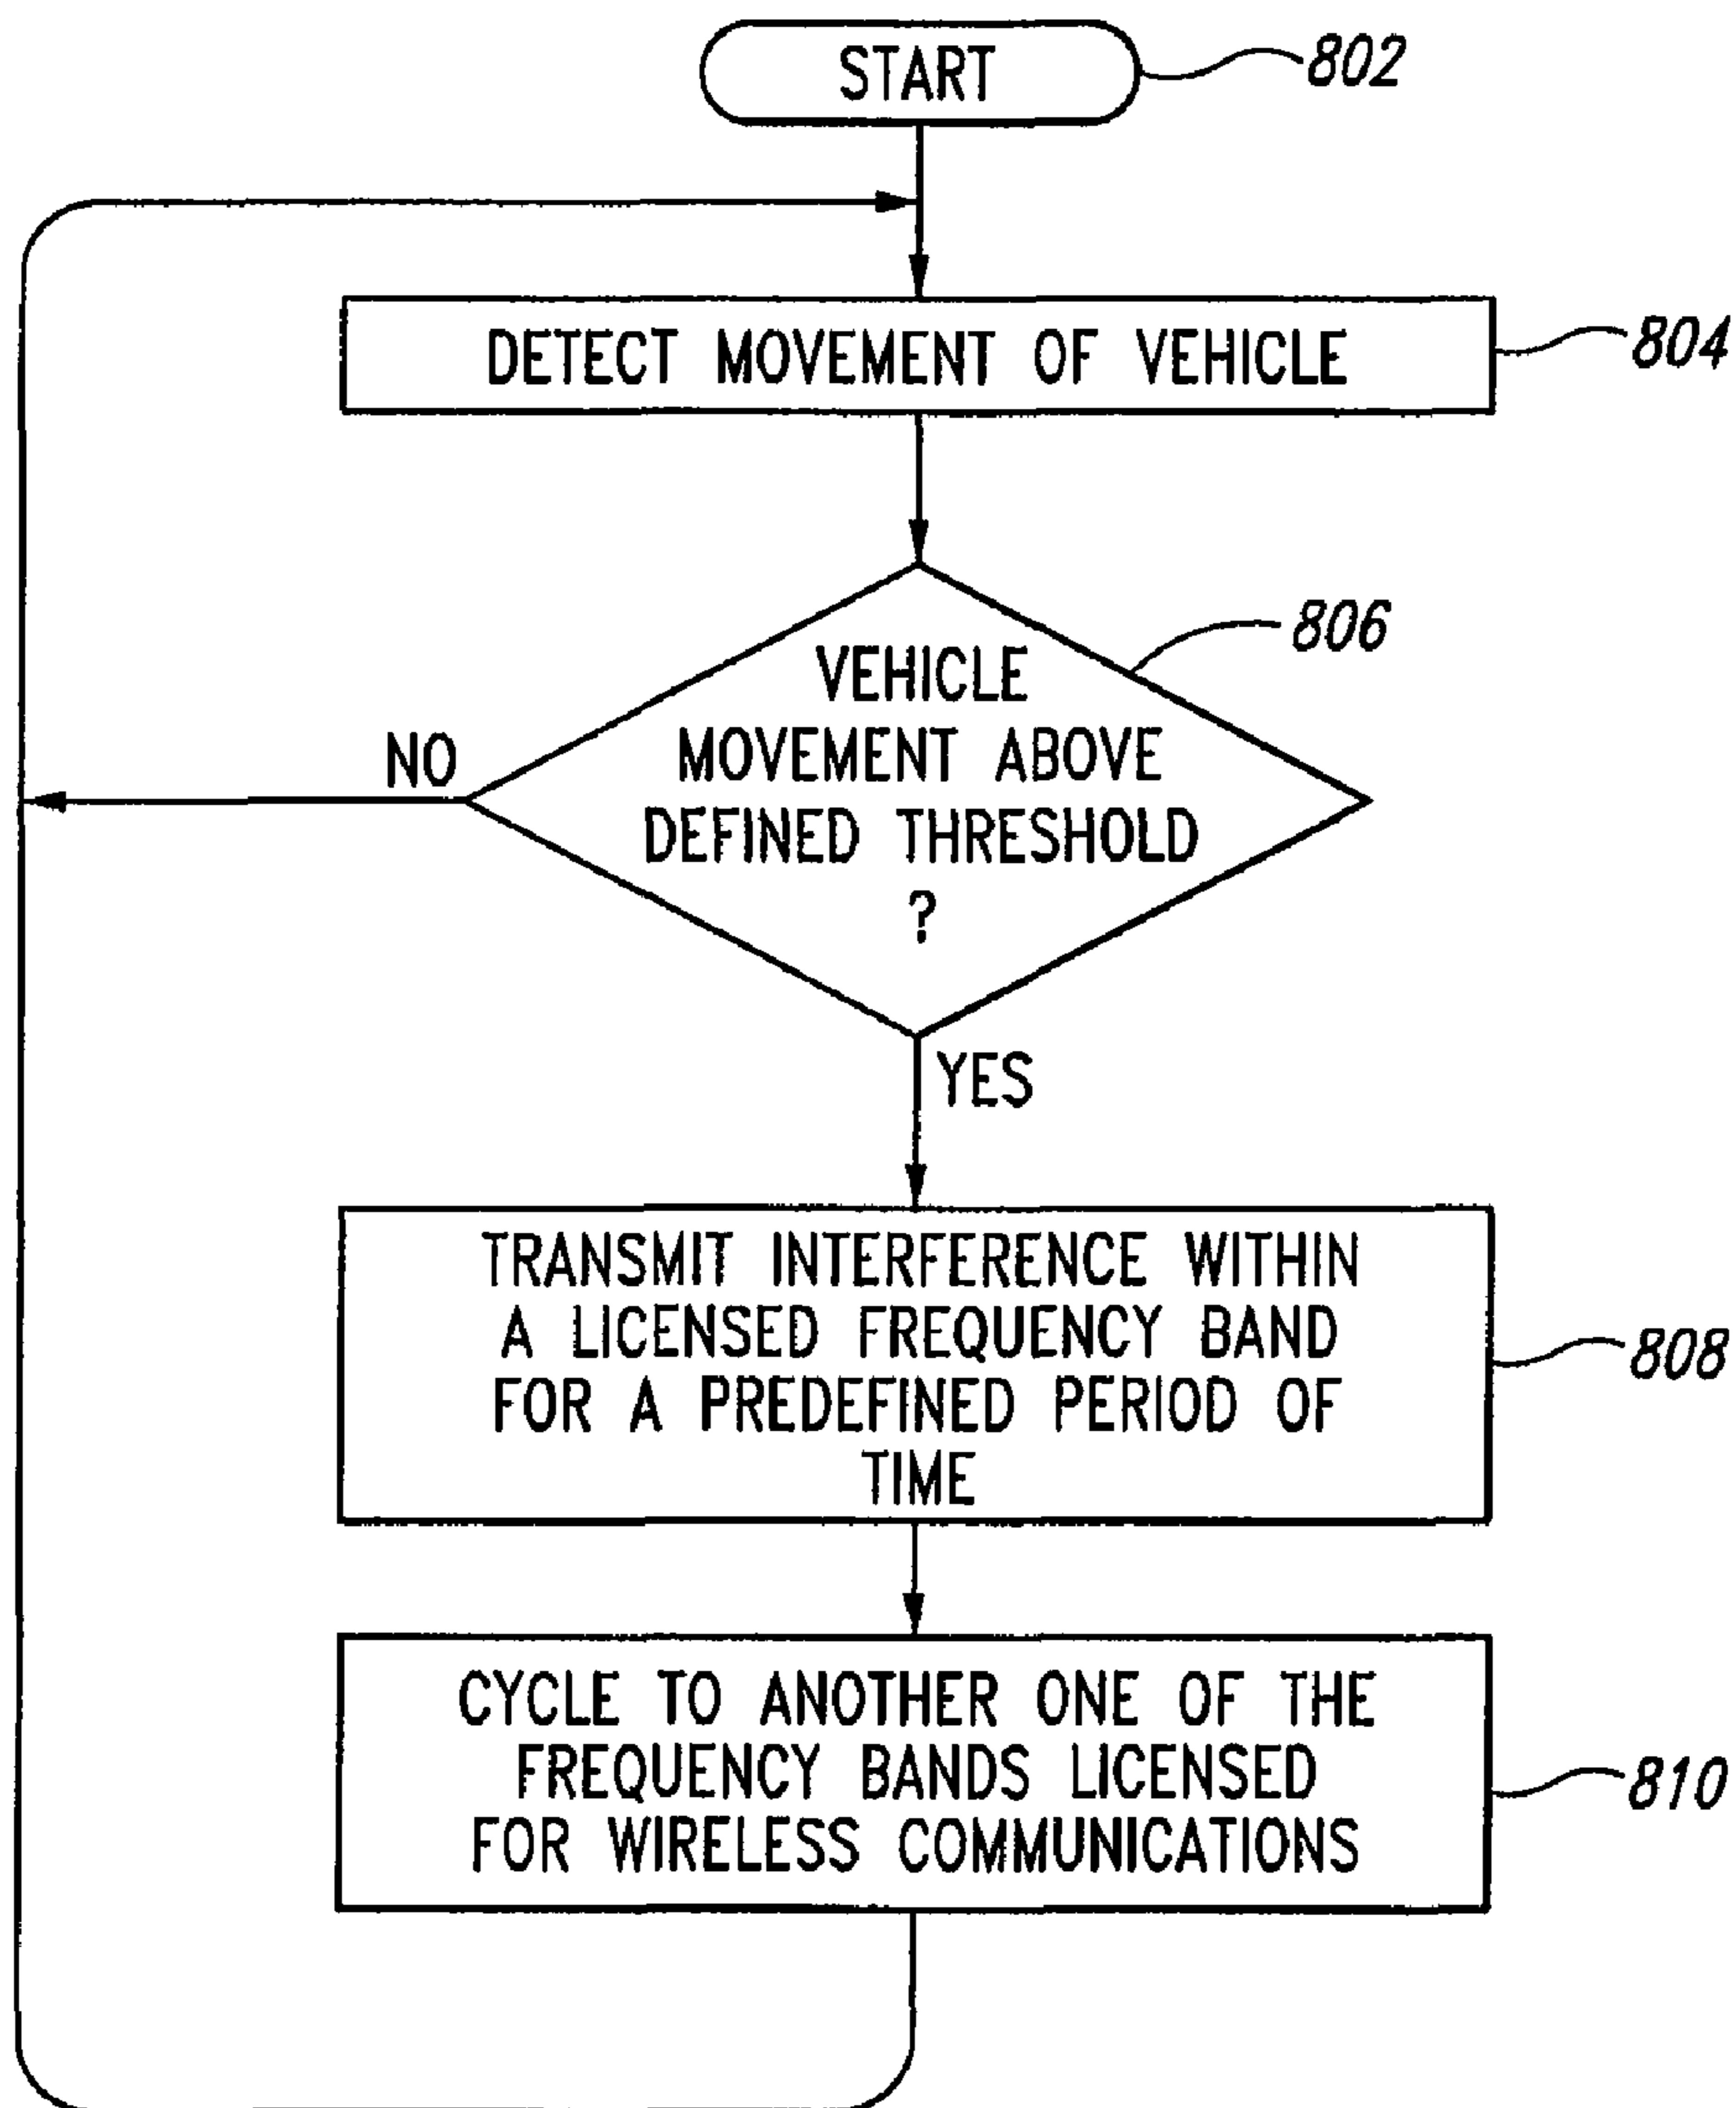 START
802
DETECT MOVEMENT OF VEHICLE
804
806
VEHICLE
MOVEMENT ABOVE
DEFINED THRESHOLD
?
NO
YES
TRANSMIT INTERFERENCE WITHIN
A LICENSED FREQUENCY BAND
FOR A PREDEFINED PERIOD OF
TIME
808
CYCLE TO ANOTHER ONE OF THE
FREQUENCY BANDS LICENSED
FOR WIRELESS COMMUNICATIONS
810